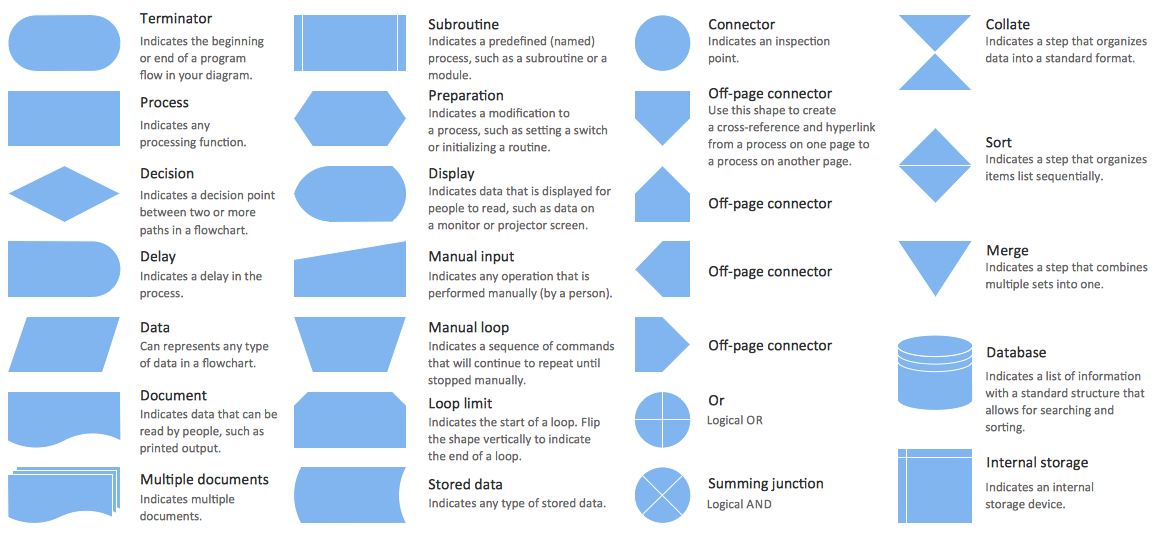 Terminator
Indicates the beginning
or end of a program
flow in your diagram.
Process
Indicates any
processing function.
Decision
Indicates a decision point
between two or more
paths in a flowchart.
Delay
Indicates a delay in the
process.
Data
Can represents any type
of data in a flowchart.
Document
Indicates data that can be
read by people, such as
printed output.
Multiple documents
Indicates multiple
documents.
Subroutine
Indicates a predefined (named)
process, such as a subroutine or a
module.
Preparation
Indicates a modification to
a process, such as setting a switch
or initializing a routine.
Display
Indicates data that is displayed for
people to read, such as data on
a monitor or projector screen.
Manual input
Indicates any operation that is
performed manually (by a person).
Manual loop
Indicates a sequence of commands
that will continue to repeat until
stopped manually.
Loop limit
Indicates the start of a loop. Flip
the shape vertically to indicate
the end of a loop.
Stored data
Indicates any type of stored data.
Connector
Indicates an inspection
point.
Off-page connector
Use this shape to create
a cross-reference and hyperlink
from a process on one page to
a process on another page.
Off-page connector
Off-page connector
Off-page connector
Or
Logical OR
Summing junction
Logical AND
Collate
Indicates a step that organizes
data into a standard format.
Sort
Indicates a step that organizes
items list sequentially.
Merge
Indicates a step that combines
multiple sets into one.
Database
Indicates a list of information
with a standard structure that
allows for searching and
sorting.
Internal storage
Indicates an internal
storage device.